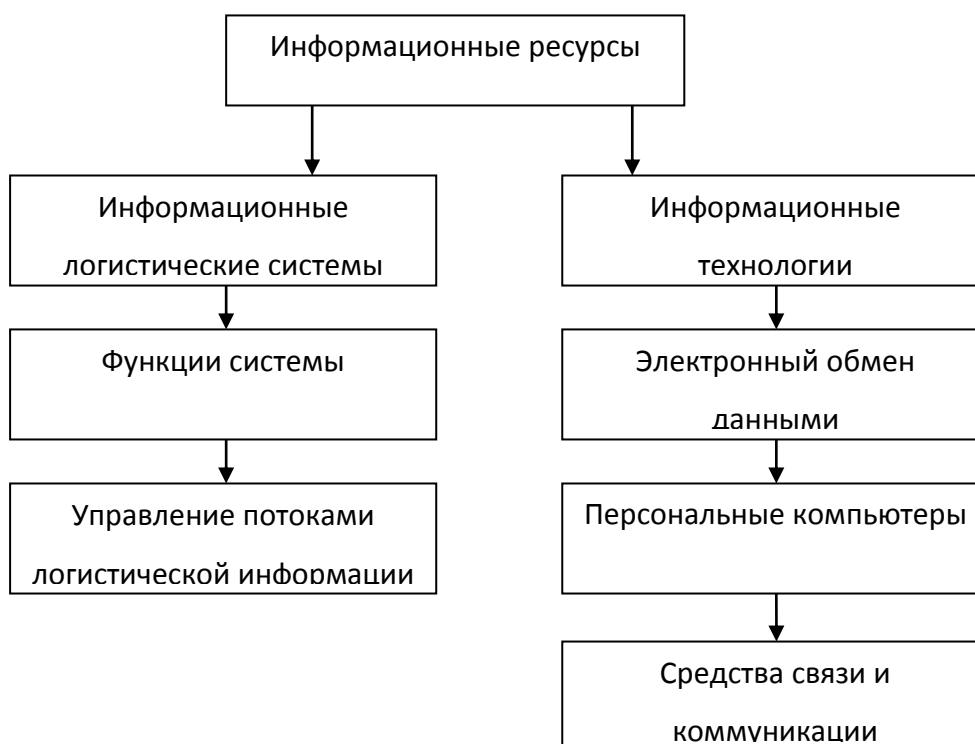 Информационные ресурсы
Информационные
логистические системы
Информационные
технологии
Функции системы
Электронный обмен
данными
Управление потоками
логистической информации
Персональные компьютеры
Средства связи и
коммуникации